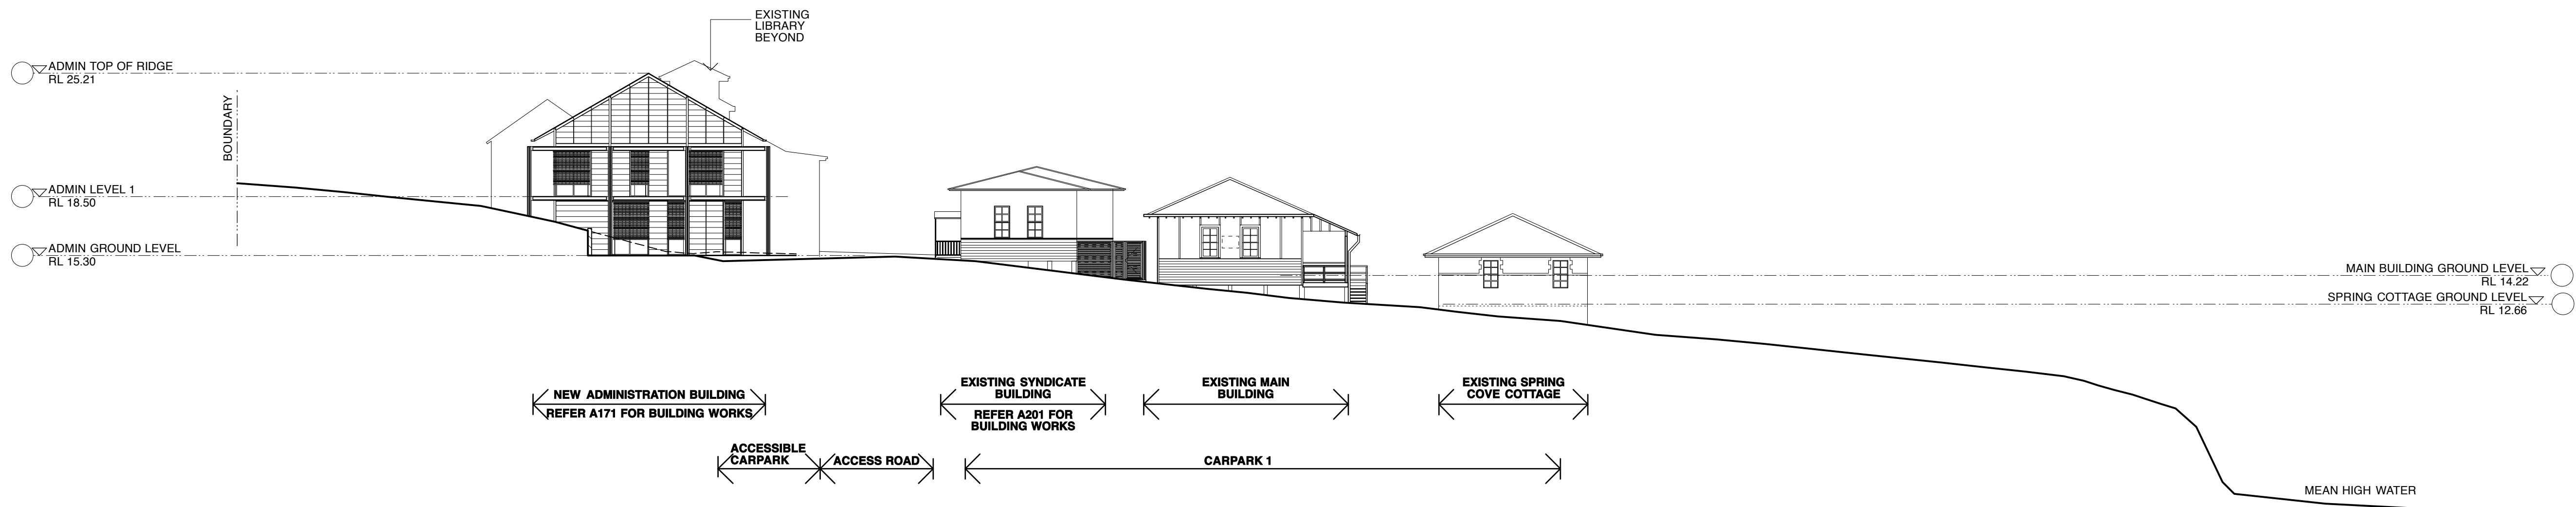 EXISTING
LIBRARY
BEYOND
ADMIN TOP OF RIDGE
RL 25.21
BOUNDARY
ADMIN LEVEL 1
RL 18.50
ADMIN GROUND LEVEL
RL 15.30
MAIN BUILDING GROUND LEVEL
RL 14.22
SPRING COTTAGE GROUND LEVEL
RL 12.66
NEW ADMINISTRATION BUILDING
REFER A171 FOR BUILDING WORKS
EXISTING SYNDICATE
BUILDING
REFER A201 FOR
BUILDING WORKS
EXISTING MAIN
BUILDING
EXISTING SPRING
COVE COTTAGE
ACCESSIBLE
CARPARK
ACCESS ROAD
CARPARK 1
MEAN HIGH WATER